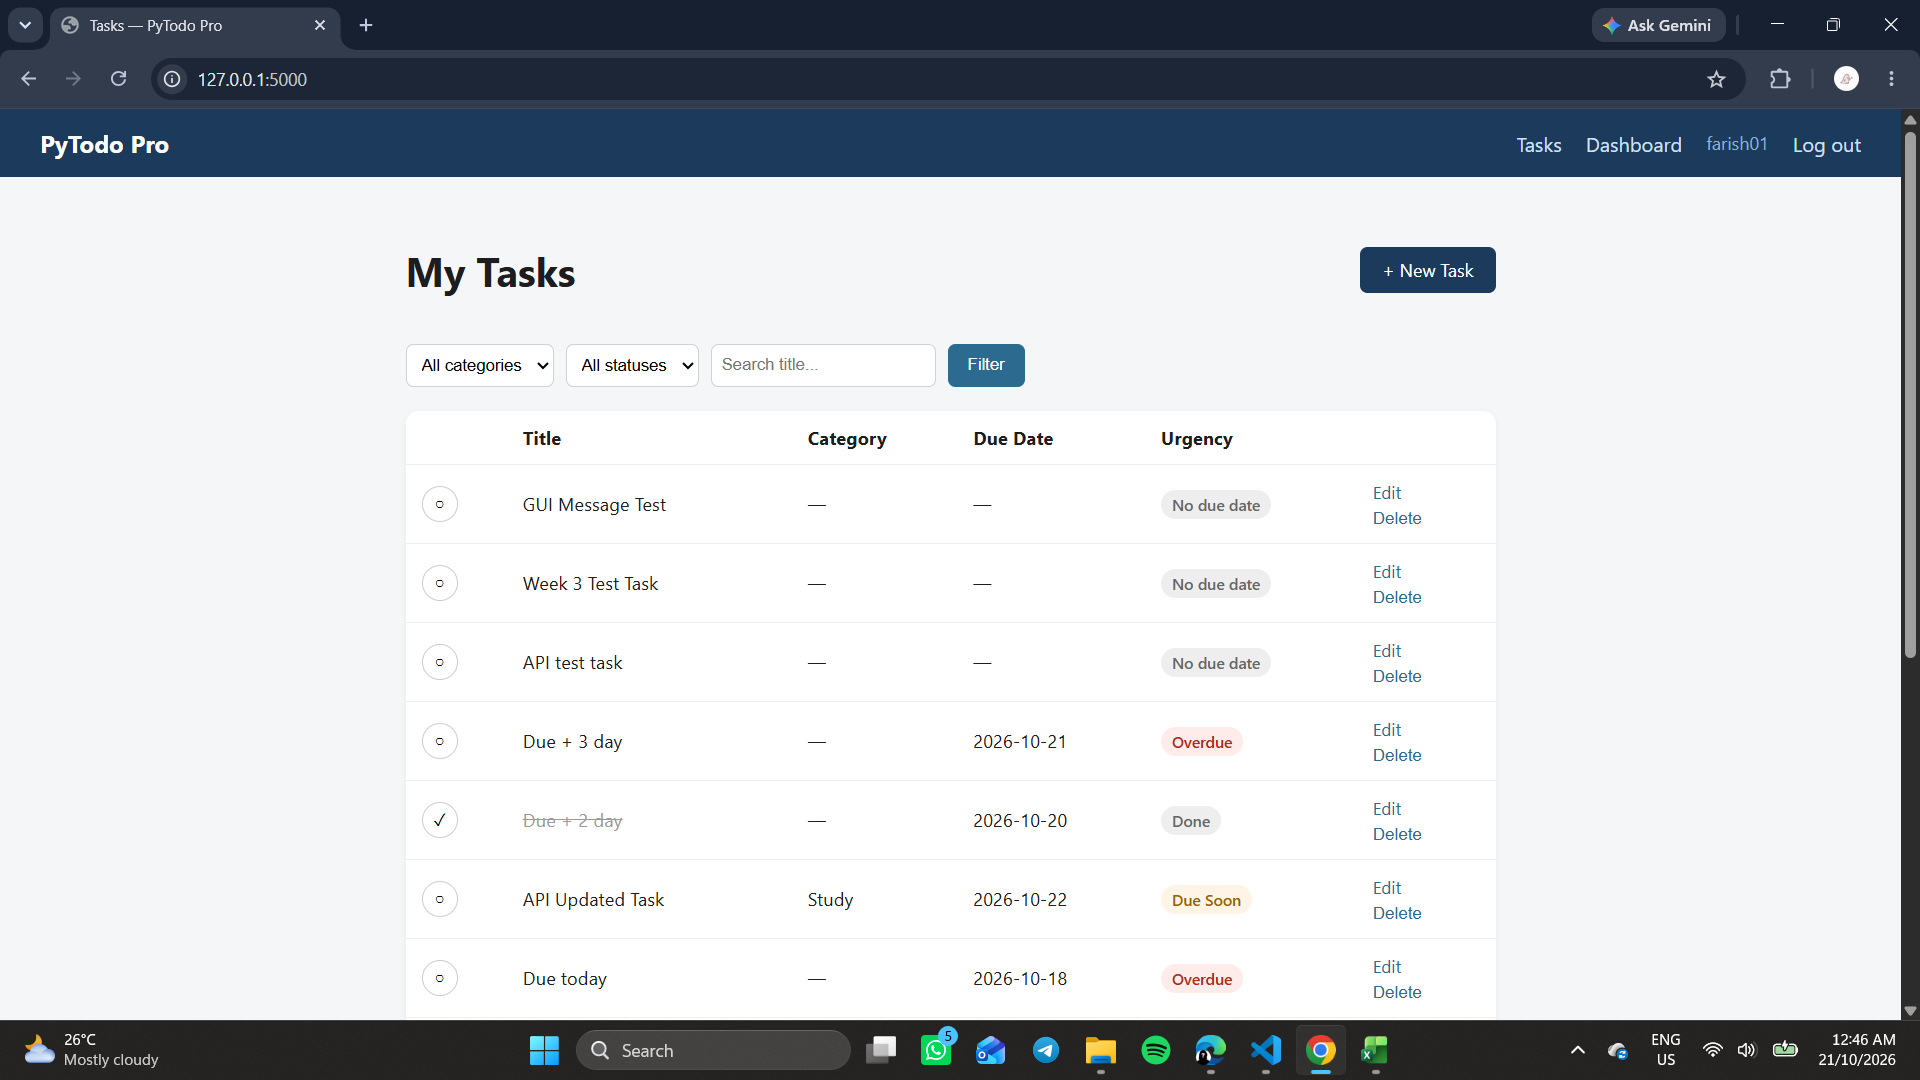 Tasks — PyTodo Pro
Ask Gemini
127.0.0.1:5000
PyTodo Pro
Tasks Dashboard farish01 Log out
My Tasks
+ New Task
All categories All statuses Search title... Filter
Title Category Due Date Urgency
GUI Message Test — — No due date Edit
Delete
Week 3 Test Task — — No due date Edit
Delete
API test task — — No due date Edit
Delete
Due + 3 day — 2026-10-21 Overdue Edit
Delete
Due + 2 day — 2026-10-20 Done Edit
Delete
API Updated Task Study 2026-10-22 Due Soon Edit
Delete
Due today — 2026-10-18 Overdue Edit
Delete
26°C
Mostly cloudy
Search
5
ENG
US
12:46 AM
21/10/2026